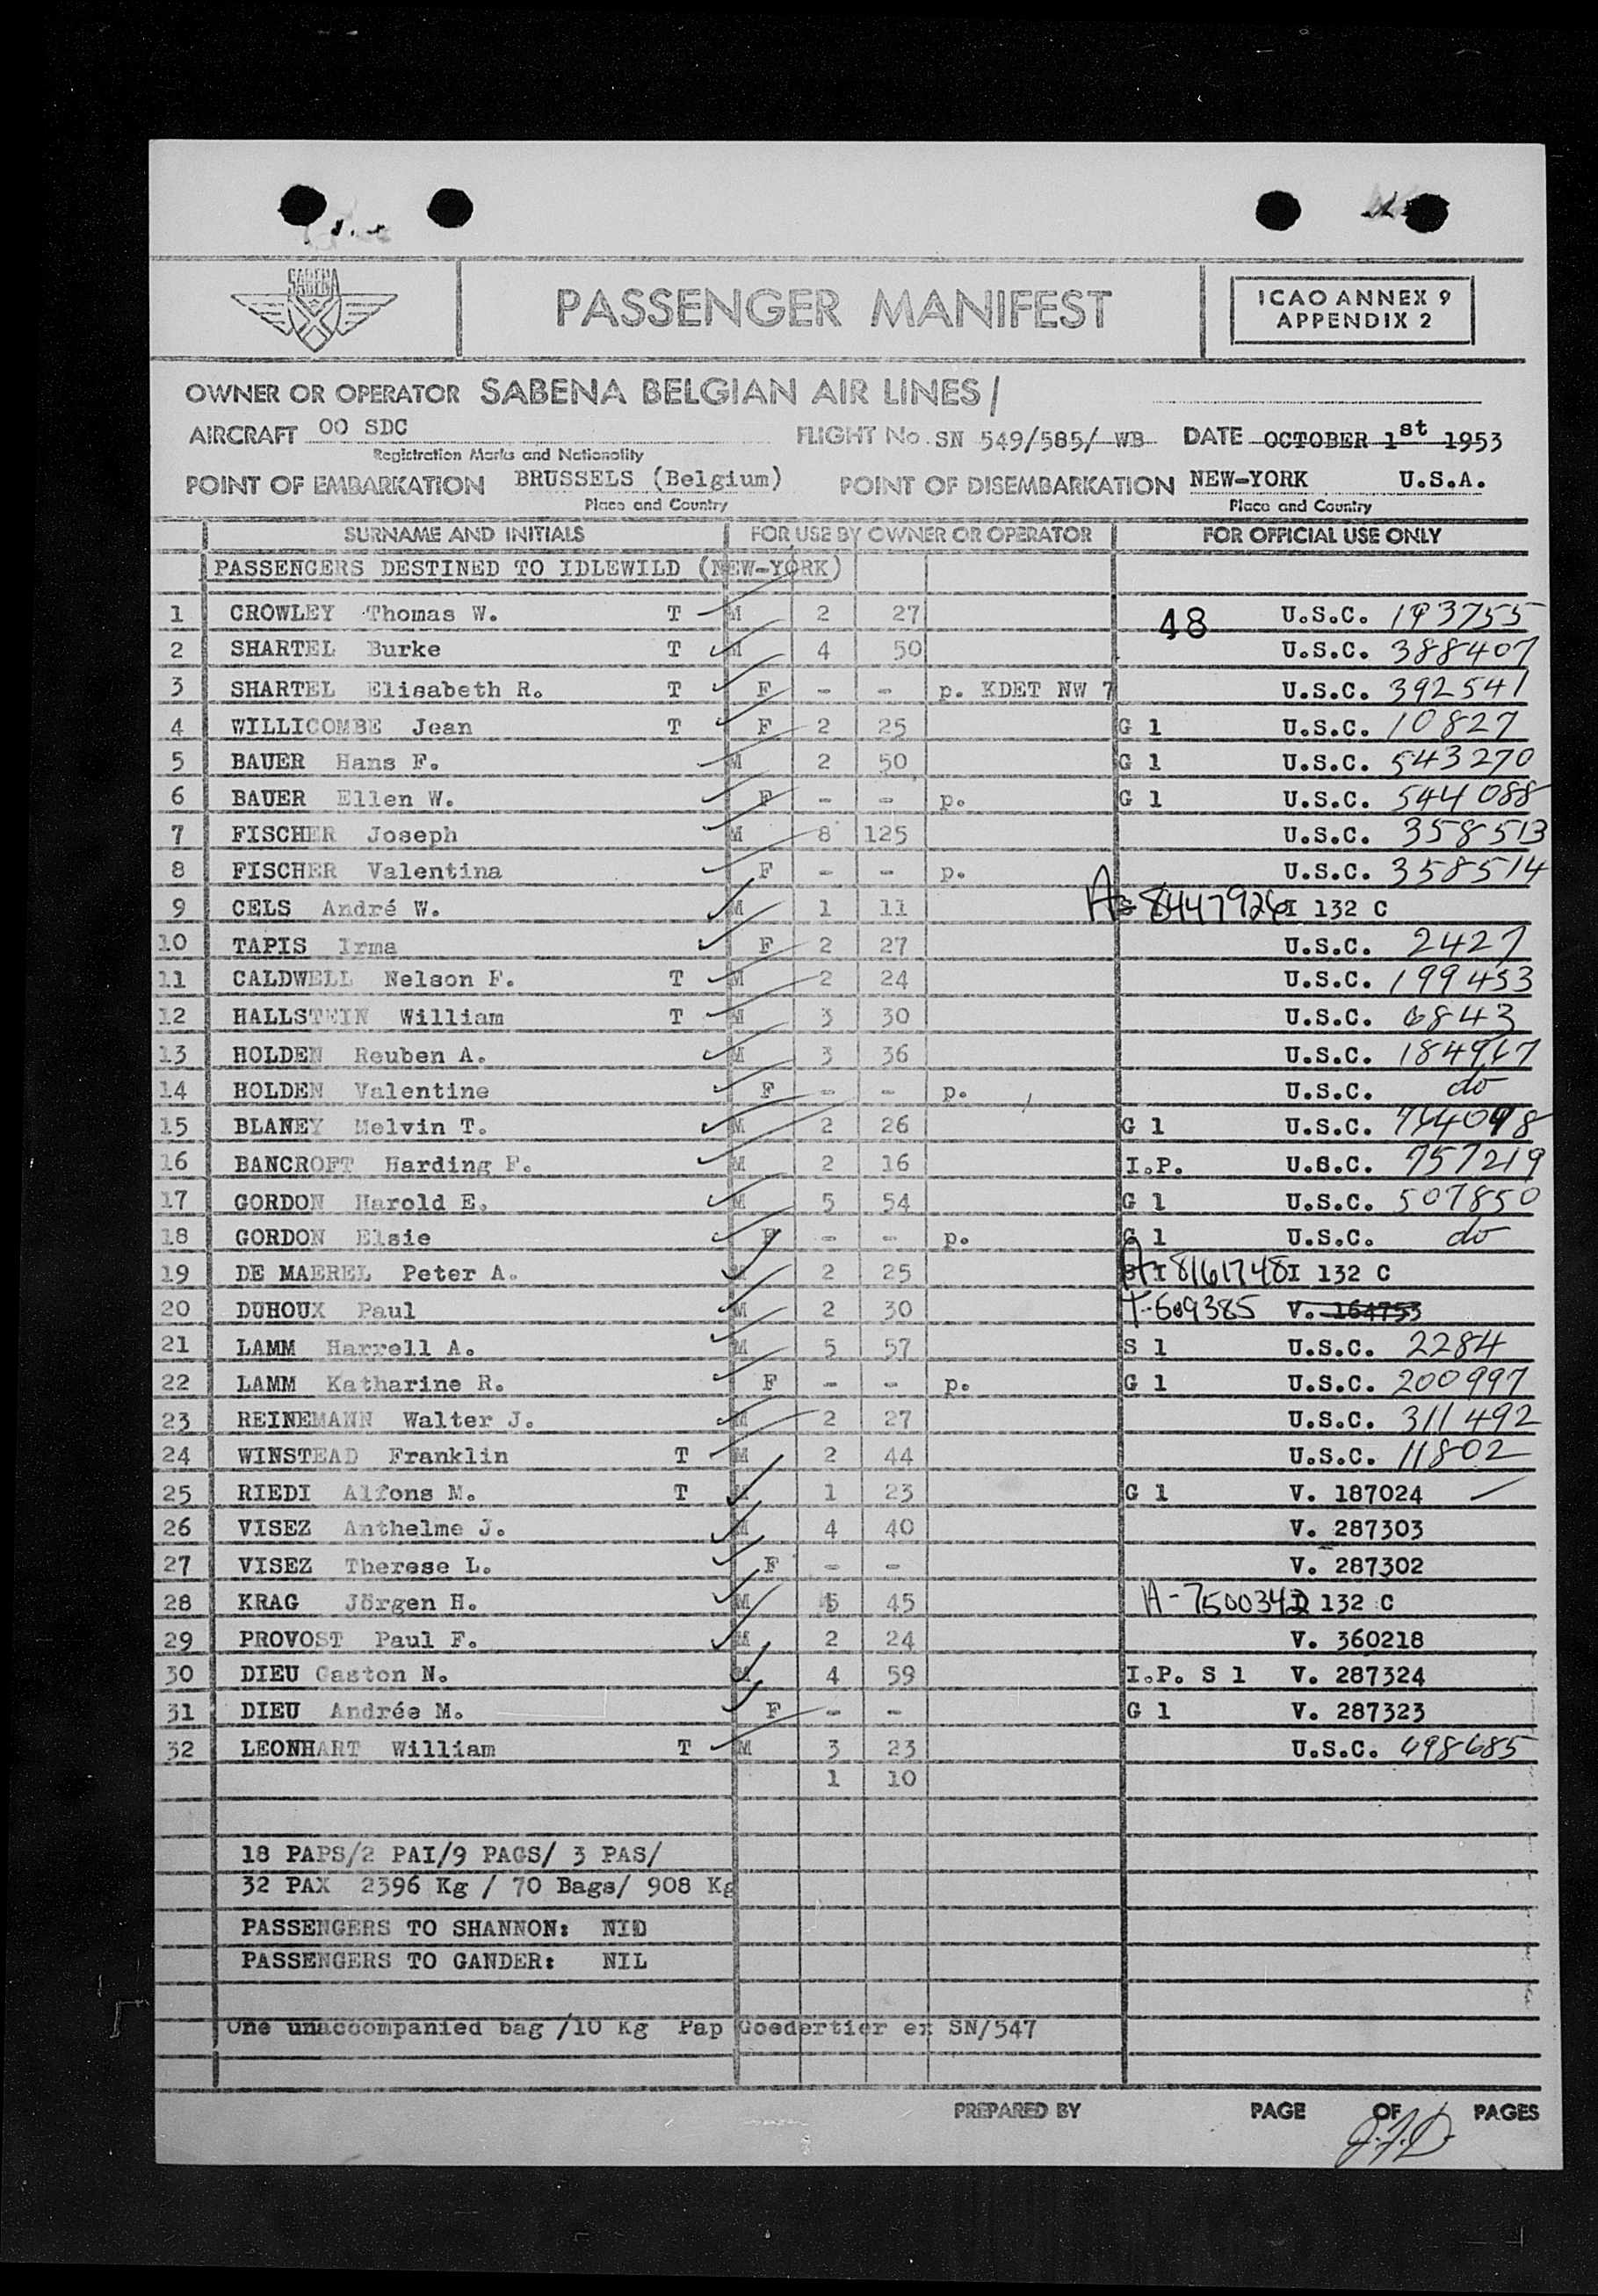 SABENA
PASSENGER MANIFEST
ICAO ANNEX 9
APPENDIX 2
OWNER OR OPERATOR SABENA BELGIAN AIR LINES/
AIRCRAFT OO SDC FLIGHT No. SN 549/585/ WB DATE OCTOBER 1st 1953
Registration Marks and Nationality
POINT OF EMBARKATION BRUSSELS (Belgium) POINT OF DISEMBARKATION NEW-YORK U.S.A.
Place and Country Place and Country
SURNAME AND INITIALS FOR USE BY OWNER OR OPERATOR FOR OFFICIAL USE ONLY
PASSENGERS DESTINED TO IDLEWILD (NEW-YORK)
1 CROWLEY Thomas W. T M 2 27 48 U.S.C. 193755
2 SHARTEL Burke T M 4 50 U.S.C. 388407
3 SHARTEL Elisabeth R. T F - - p. KDET NW 7 U.S.C. 392541
4 WILLICOMBE Jean T F 2 25 G 1 U.S.C. 10827
5 BAUER Hans F. M 2 50 G 1 U.S.C. 543270
6 BAUER Ellen W. F - - p. G 1 U.S.C. 544088
7 FISCHER Joseph M 8 125 U.S.C. 358513
8 FISCHER Valentina F - - p. U.S.C. 358514
9 CELS André W. M 1 11 A 8447926 I 132 C
10 TAPIS Irma F 2 27 U.S.C. 2427
11 CALDWELL Nelson F. T M 2 24 U.S.C. 199453
12 HALLSTEIN William T M 3 30 U.S.C. 6843
13 HOLDEN Reuben A. M 3 36 U.S.C. 184967
14 HOLDEN Valentine F - - p. U.S.C. do
15 BLANEY Melvin T. M 2 26 G 1 U.S.C.
16 BANCROFT Harding F. M 2 16 I.P. U.S.C. 757219
17 GORDON Harold E. M 5 54 G 1 U.S.C. 507850
18 GORDON Elsie F - - p. G 1 U.S.C. do
19 DE MAEREL Peter A. M 2 25 A 8161748 I 132 C
20 DUHOUX Paul M 2 30 T-609385 V. 164753
21 LAMM Harrell A. M 5 57 S 1 U.S.C. 2284
22 LAMM Katharine R. F - - p. G 1 U.S.C. 200997
23 REINEMANN Walter J. M 2 27 U.S.C. 311492
24 WINSTEAD Franklin T M 2 44 U.S.C. 11802
25 RIEDI Alfons M. T M 1 23 G 1 V. 187024
26 VISEZ Anthelme J. M 4 40 V. 287303
27 VISEZ Therese L. F - - V. 287302
28 KRAG Jörgen H. M 5 45 A-7500342 I 132 C
29 PROVOST Paul F. M 2 24 V. 360218
30 DIEU Gaston N. M 4 59 I.P. S 1 V. 287324
31 DIEU Andrée M. F - - G 1 V. 287323
32 LEONHART William T M 3 23 U.S.C. 698685
1 10
18 PAPS/2 PAI/9 PAGS/ 3 PAS/
32 PAX 2396 Kg / 70 Bags/ 908 Kg
PASSENGERS TO SHANNON: NID
PASSENGERS TO GANDER: NIL
One unaccompanied bag /10 Kg Pap Goedertier ex SN/547
PREPARED BY PAGE OF PAGES